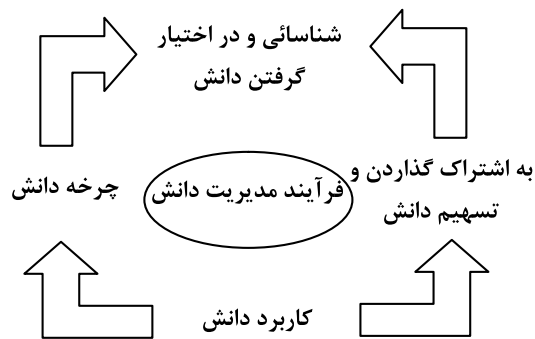 شناسائی و در اختیار
گرفتن دانش
به اشتراک گذاردن و
تسهیم دانش
فرآیند مدیریت دانش
چرخه دانش
کاربرد دانش